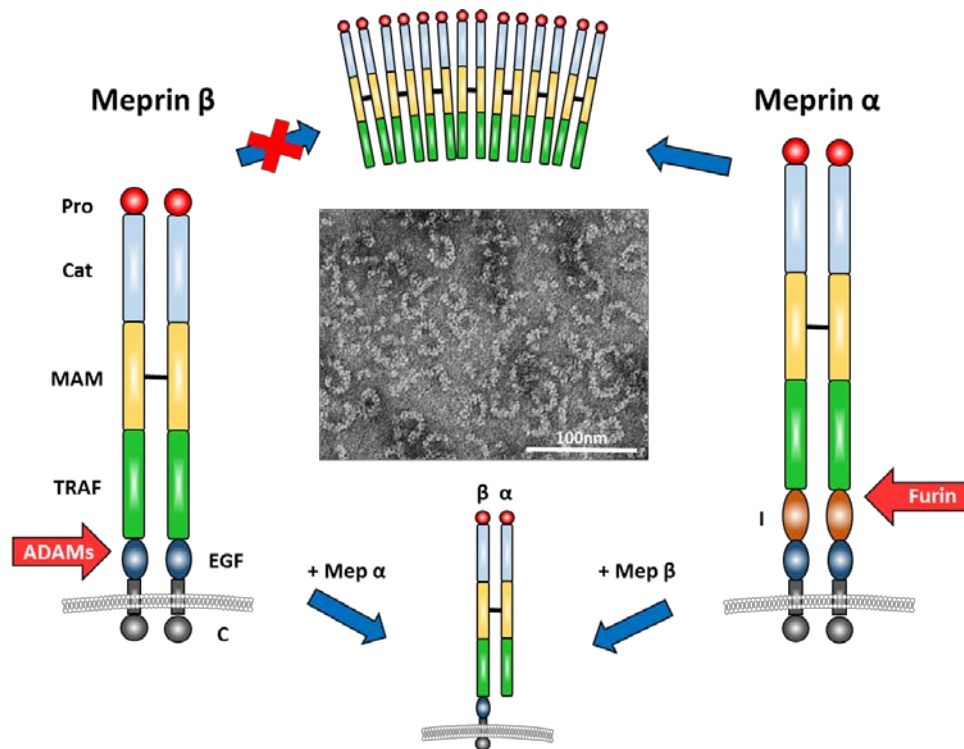 Meprin β
Meprin α
Pro
Cat
MAM
TRAF
ADAMs
EGF
C
100nm
β α
I
Furin
+ Mep α
+ Mep β